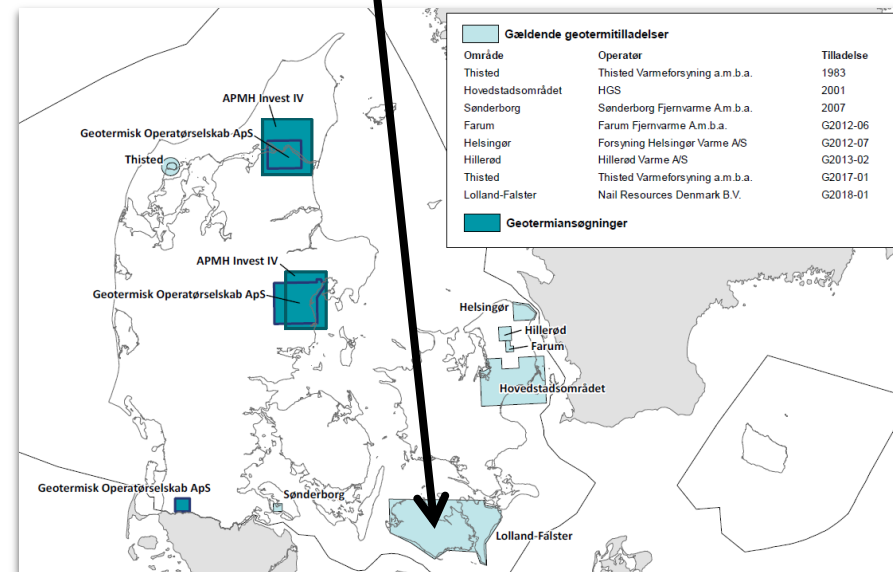 Gældende geotermitilladelser
Område Operatør Tilladelse
Thisted Thisted Varmeforsyning a.m.b.a. 1983
Hovedstadsområdet HGS 2001
Sønderborg Sønderborg Fjernvarme A.m.b.a. 2007
Farum Farum Fjernvarme A.m.b.a. G2012-06
Helsingør Forsyning Helsingør Varme A/S G2012-07
Hillerød Hillerød Varme A/S G2013-02
Thisted Thisted Varmeforsyning a.m.b.a. G2017-01
Lolland-Falster Nail Resources Denmark B.V. G2018-01
Geotermiansøgninger
APMH Invest IV
Geotermisk Operatørselskab ApS
Thisted
APMH Invest IV
Geotermisk Operatørselskab ApS
Helsingør
Hillerød
Farum
Hovedstadsområdet
Geotermisk Operatørselskab ApS
Sønderborg
Lolland-Falster